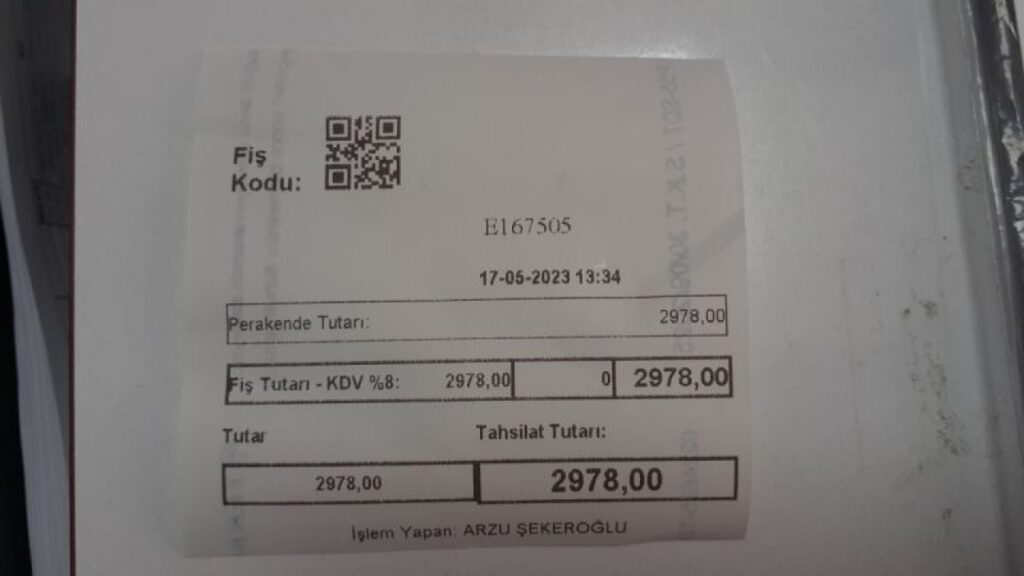 Fiş
Kodu:
E167505
17-05-2023 13:34
Perakende Tutarı: 2978,00
Fiş Tutarı - KDV %8: 2978,00 0 2978,00
Tutar Tahsilat Tutarı:
2978,00 2978,00
İşlem Yapan: ARZU ŞEKEROĞLU